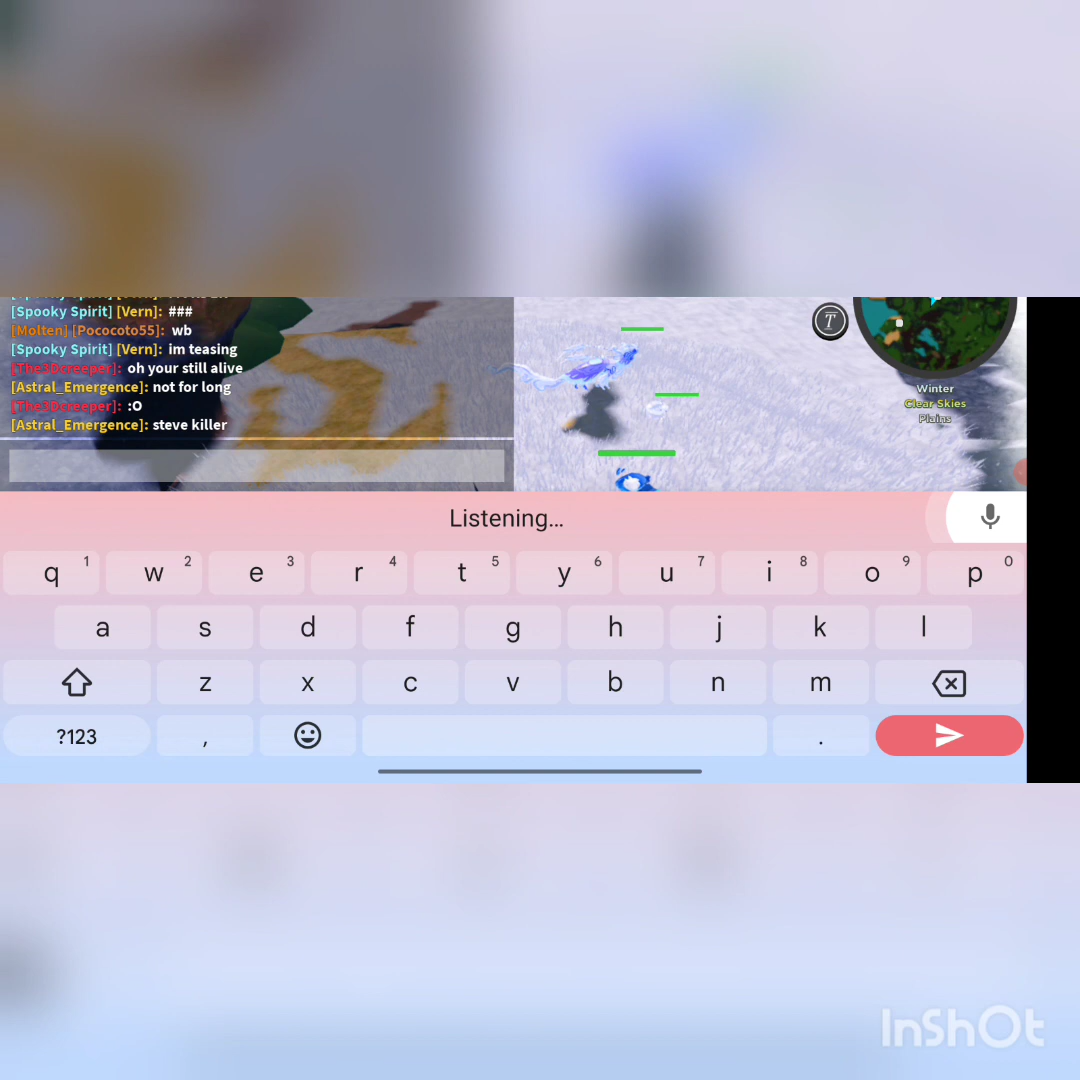 [Spooky Spirit] [Vern]: ###
[Molten] [Pococoto55]: wb
[Spooky Spirit] [Vern]: im teasing
[The3Dcreeper]: oh your still alive
[Astral_Emergence]: not for long
[The3Dcreeper]: :O
[Astral_Emergence]: steve killer
T
Winter
Clear Skies
Plains
Listening...
q 1 w 2 e 3 r 4 t 5 y 6 u 7 i 8 o 9 p 0
a s d f g h j k l
z x c v b n m
?123 , .
InShOt